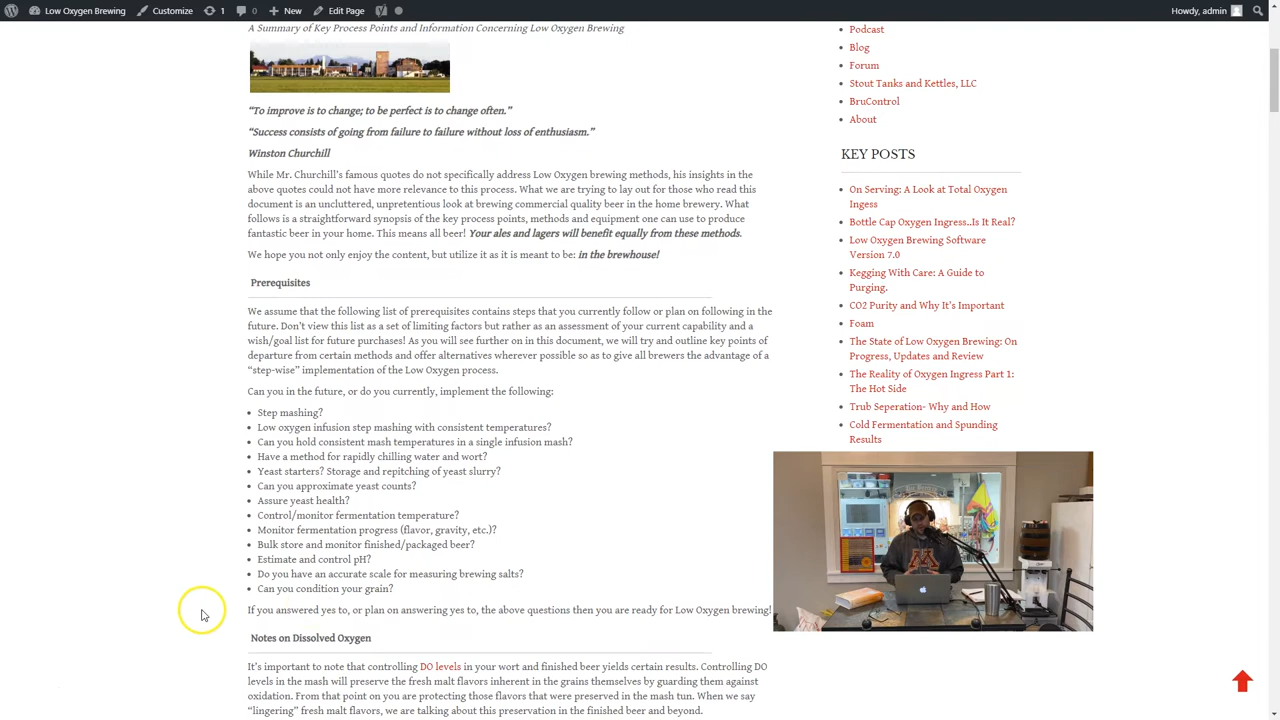 Low Oxygen Brewing
Customize
1
0
New
Edit Page
Howdy, admin
A Summary of Key Process Points and Information Concerning Low Oxygen Brewing
“To improve is to change; to be perfect is to change often.”
“Success consists of going from failure to failure without loss of enthusiasm.”
Winston Churchill
While Mr. Churchill’s famous quotes do not specifically address Low Oxygen brewing methods, his insights in the
above quotes could not have more relevance to this process. What we are trying to lay out for those who read this
document is an uncluttered, unpretentious look at brewing commercial quality beer in the home brewery. What
follows is a straightforward synopsis of the key process points, methods and equipment one can use to produce
fantastic beer in your home. This means all beer! Your ales and lagers will benefit equally from these methods.
We hope you not only enjoy the content, but utilize it as it is meant to be: in the brewhouse!
Prerequisites
We assume that the following list of prerequisites contains steps that you currently follow or plan on following in the
future. Don’t view this list as a set of limiting factors but rather as an assessment of your current capability and a
wish/goal list for future purchases! As you will see further on in this document, we will try and outline key points of
departure from certain methods and offer alternatives wherever possible so as to give all brewers the advantage of a
“step-wise” implementation of the Low Oxygen process.
Can you in the future, or do you currently, implement the following:
Step mashing?
Low oxygen infusion step mashing with consistent temperatures?
Can you hold consistent mash temperatures in a single infusion mash?
Have a method for rapidly chilling water and wort?
Yeast starters? Storage and repitching of yeast slurry?
Can you approximate yeast counts?
Assure yeast health?
Control/monitor fermentation temperature?
Monitor fermentation progress (flavor, gravity, etc.)?
Bulk store and monitor finished/packaged beer?
Estimate and control pH?
Do you have an accurate scale for measuring brewing salts?
Can you condition your grain?
If you answered yes to, or plan on answering yes to, the above questions then you are ready for Low Oxygen brewing!
Notes on Dissolved Oxygen
It’s important to note that controlling DO levels in your wort and finished beer yields certain results. Controlling DO
levels in the mash will preserve the fresh malt flavors inherent in the grains themselves by guarding them against
oxidation. From that point on you are protecting those flavors that were preserved in the mash tun. When we say
“lingering” fresh malt flavors, we are talking about this preservation in the finished beer and beyond.
Podcast
Blog
Forum
Stout Tanks and Kettles, LLC
BruControl
About
KEY POSTS
On Serving: A Look at Total Oxygen
Ingess
Bottle Cap Oxygen Ingress..Is It Real?
Low Oxygen Brewing Software
Version 7.0
Kegging With Care: A Guide to
Purging.
CO2 Purity and Why It’s Important
Foam
The State of Low Oxygen Brewing: On
Progress, Updates and Review
The Reality of Oxygen Ingress Part 1:
The Hot Side
Trub Seperation- Why and How
Cold Fermentation and Spunding
Results